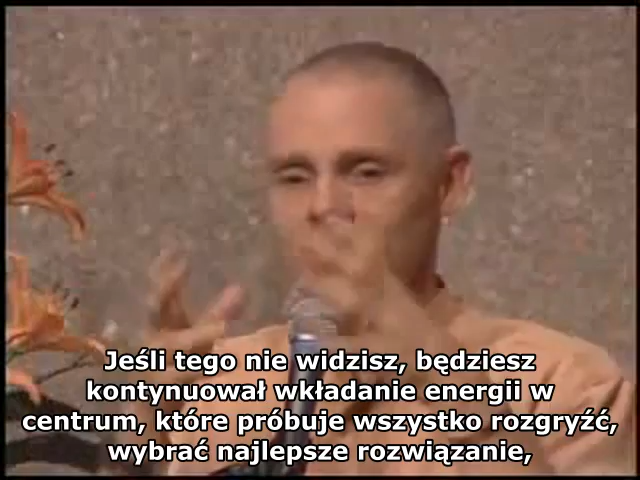 Jeśli tego nie widzisz, będziesz
kontynuował wkładanie energii w
centrum, które próbuje wszystko rozgryźć,
wybrać najlepsze rozwiązanie,